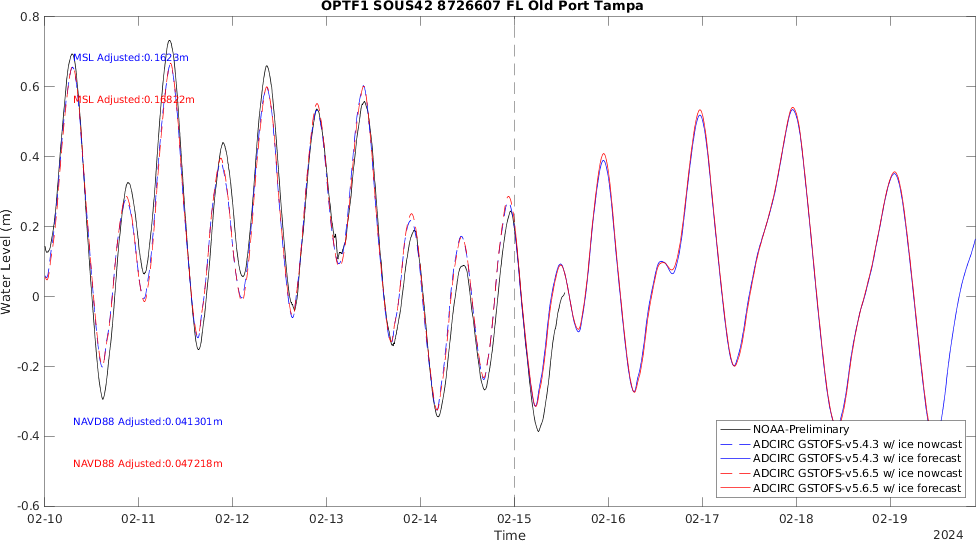 OPTF1 SOUS42 8726607 FL Old Port Tampa
0.8
MSL Adjusted:0.1623m
0.6
MSL Adjusted:0.15822m
0.4
0.2
Water Level (m)
0
-0.2
NAVD88 Adjusted:0.041301m
-0.4
NOAA-Preliminary
ADCIRC GSTOFS-v5.4.3 w/ ice nowcast
ADCIRC GSTOFS-v5.4.3 w/ ice forecast
NAVD88 Adjusted:0.047218m
ADCIRC GSTOFS-v5.6.5 w/ ice nowcast
ADCIRC GSTOFS-v5.6.5 w/ ice forecast
-0.6
02-10 02-11 02-12 02-13 02-14 02-15 02-16 02-17 02-18 02-19
Time
2024